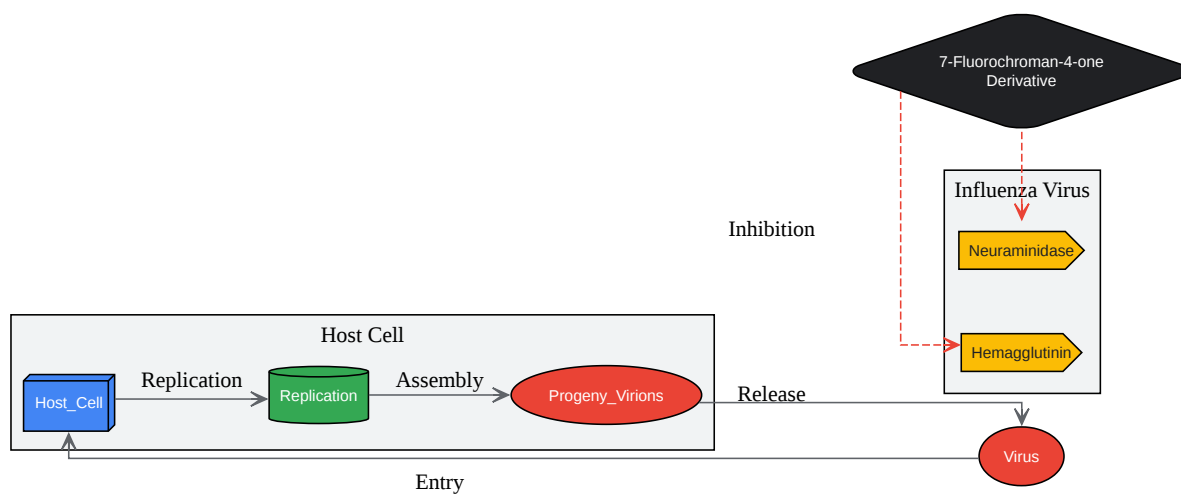 7-Fluorochroman-4-one
Derivative
Influenza Virus
Inhibition
Neuraminidase
Host Cell
Hemagglutinin
Replication
Assembly
Release
Host_Cell
Replication
Progeny_Virions
Virus
Entry